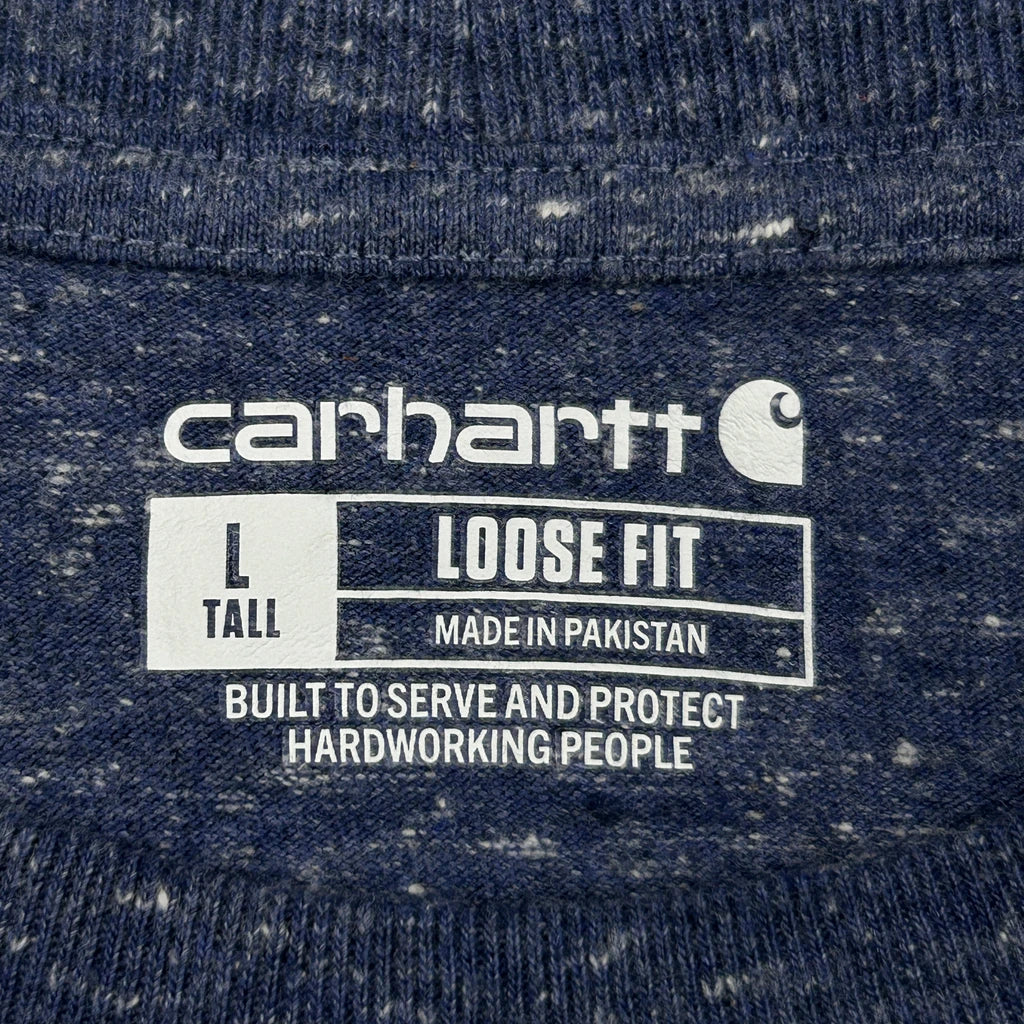 carhartt
L
TALL
LOOSE FIT
MADE IN PAKISTAN
BUILT TO SERVE AND PROTECT
HARDWORKING PEOPLE